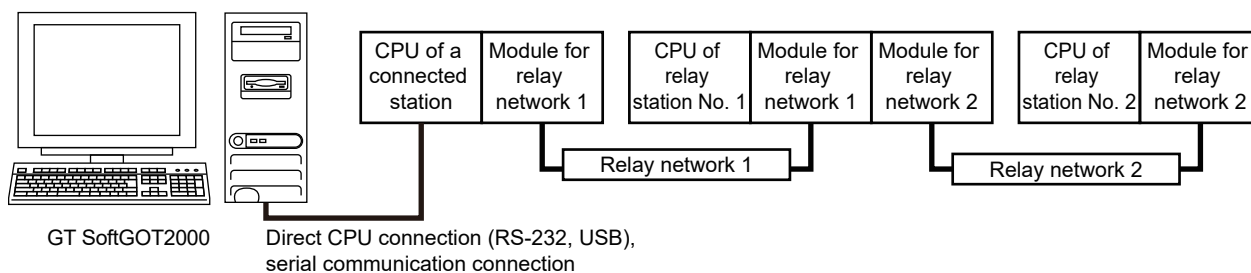 CPU of a
connected
station
Module for
relay
network 1
CPU of
relay
station No. 1
Module for
relay
network 1
Module for
relay
network 2
CPU of
relay
station No. 2
Module for
relay
network 2
Relay network 1
Relay network 2
GT SoftGOT2000
Direct CPU connection (RS-232, USB),
serial communication connection